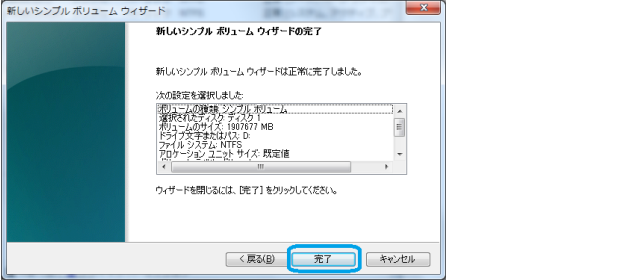 新しいシンプル ボリューム ウィザード
新しいシンプル ボリューム ウィザードの完了
新しいシンプル ボリューム ウィザードは正常に完了しました。
次の設定を選択しました:
ボリュームの種類: シンプル ボリューム
選択されたディスク: ディスク 1
ボリュームのサイズ: 1907677 MB
ドライブ文字またはパス: D:
ファイル システム: NTFS
アロケーション ユニット サイズ: 既定値
ウィザードを閉じるには、[完了] をクリックしてください。
< 戻る(B)
完了
キャンセル